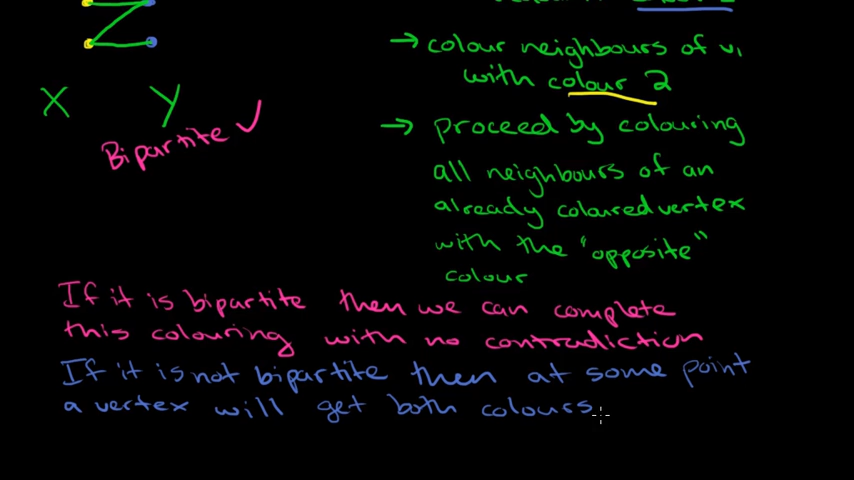 → colour neighbours of v₁
with colour 2
X Y
Bipartite ✓
→ proceed by colouring
all neighbours of an
already coloured vertex
with the "opposite"
colour
If it is bipartite then we can complete
this colouring with no contradiction
If it is not bipartite then at some point
a vertex will get both colours